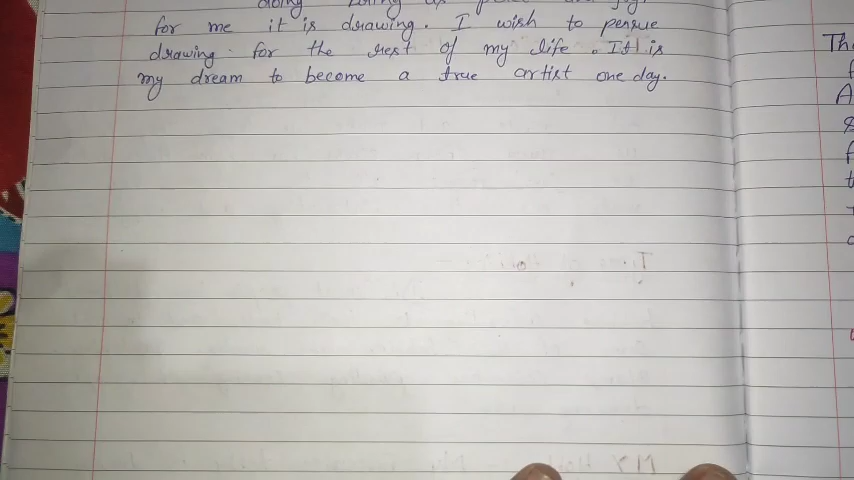 for me it is drawing. I wish to persue
drawing for the rest of my life. It is
my dream to become a true artist one day.